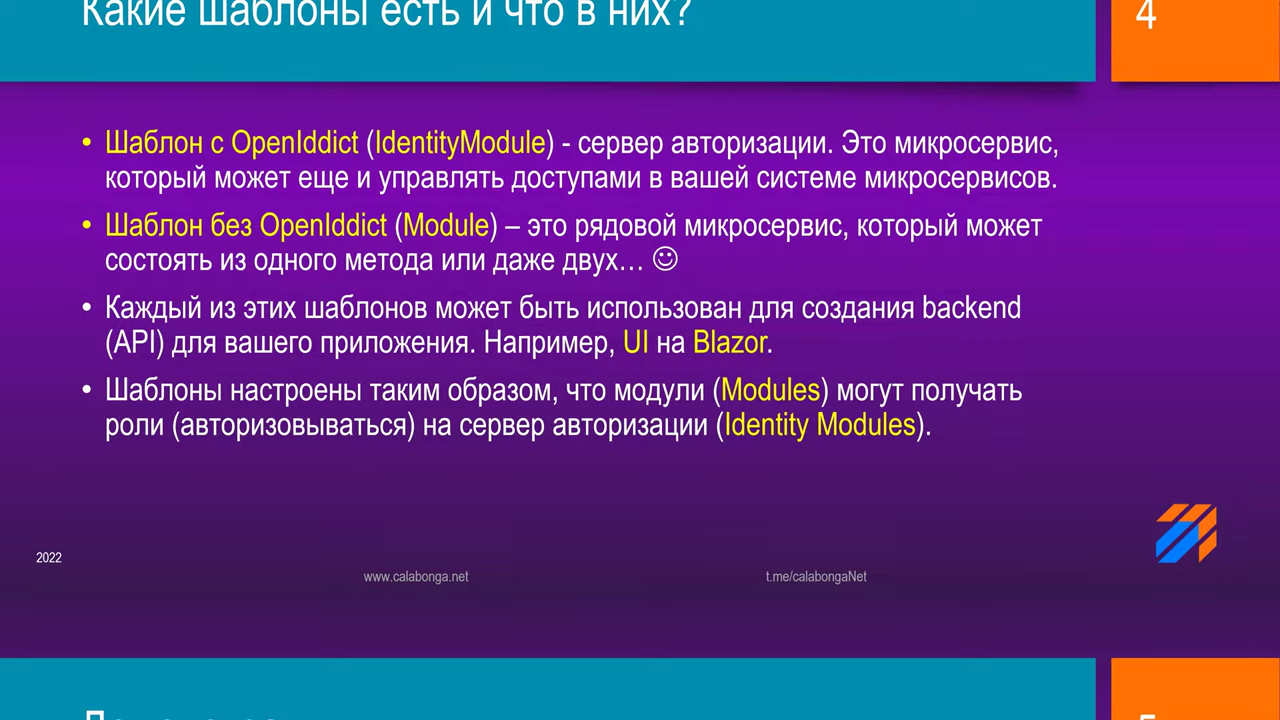 Какие шаблоны есть и что в них?
4
• Шаблон с OpenIddict (IdentityModule) - сервер авторизации. Это микросервис,
который может еще и управлять доступами в вашей системе микросервисов.
• Шаблон без OpenIddict (Module) – это рядовой микросервис, который может
состоять из одного метода или даже двух… ☺
• Каждый из этих шаблонов может быть использован для создания backend
(API) для вашего приложения. Например, UI на Blazor.
• Шаблоны настроены таким образом, что модули (Modules) могут получать
роли (авторизовываться) на сервер авторизации (Identity Modules).
2022
www.calabonga.net
t.me/calabongaNet